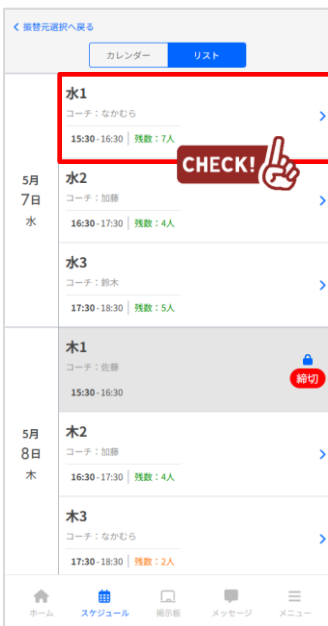 振替元選択へ戻る
カレンダー リスト
水1
コーチ：なかむら
15:30-16:30 残数：7人
CHECK!
5月
7日
水
水2
コーチ：加藤
16:30-17:30 残数：4人
水3
コーチ：鈴木
17:30-18:30 残数：5人
木1
コーチ：佐藤
締切
15:30-16:30
5月
8日
木
木2
コーチ：加藤
16:30-17:30 残数：4人
木3
コーチ：なかむら
17:30-18:30 残数：2人
ホーム スケジュール 掲示板 メッセージ メニュー